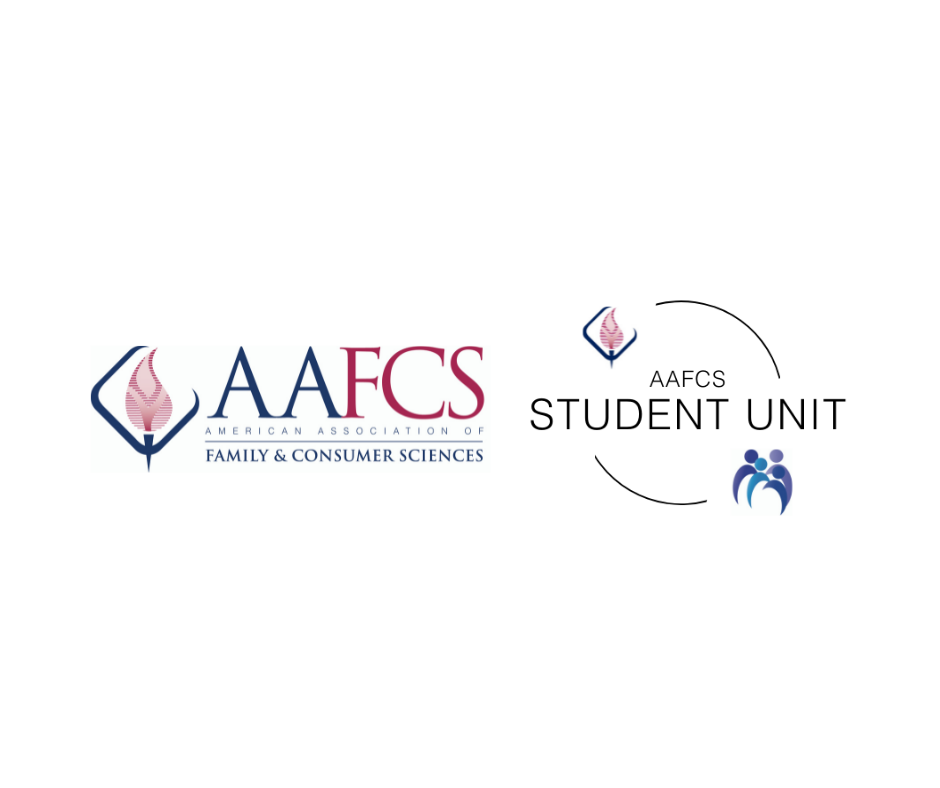 AAFCS
AMERICAN ASSOCIATION OF
FAMILY & CONSUMER SCIENCES
AAFCS
STUDENT UNIT